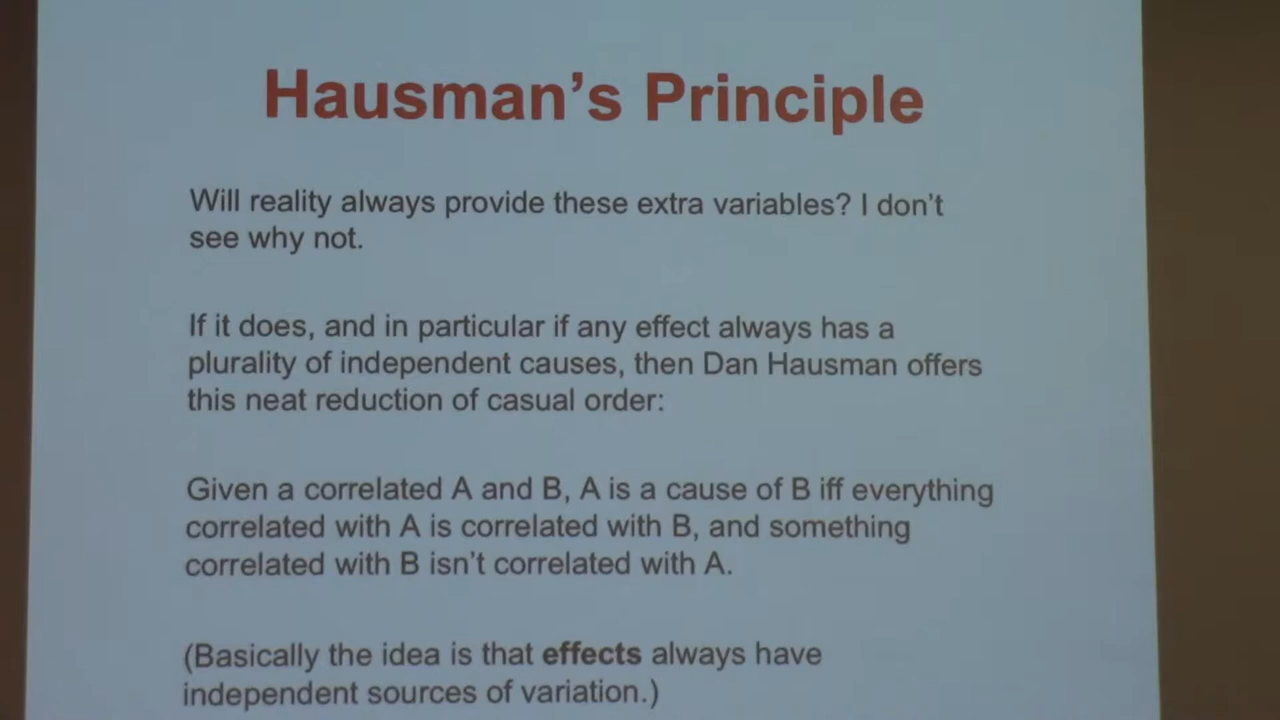 Hausman's Principle
Will reality always provide these extra variables? I don't
see why not.
If it does, and in particular if any effect always has a
plurality of independent causes, then Dan Hausman offers
this neat reduction of casual order:
Given a correlated A and B, A is a cause of B iff everything
correlated with A is correlated with B, and something
correlated with B isn't correlated with A.
(Basically the idea is that effects always have
independent sources of variation.)